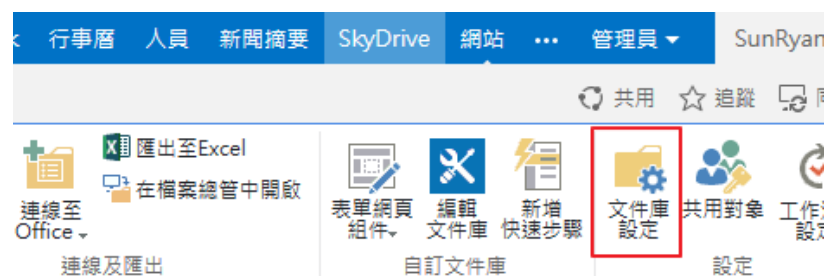 行事曆 人員 新聞摘要 SkyDrive 網站 ••• 管理員 SunRyan
共用 追蹤
匯出至Excel
在檔案總管中開啟
連線至
Office
表單網頁
組件
編輯
文件庫
新增
快速步驟
文件庫
設定
共用對象
連線及匯出 自訂文件庫 設定